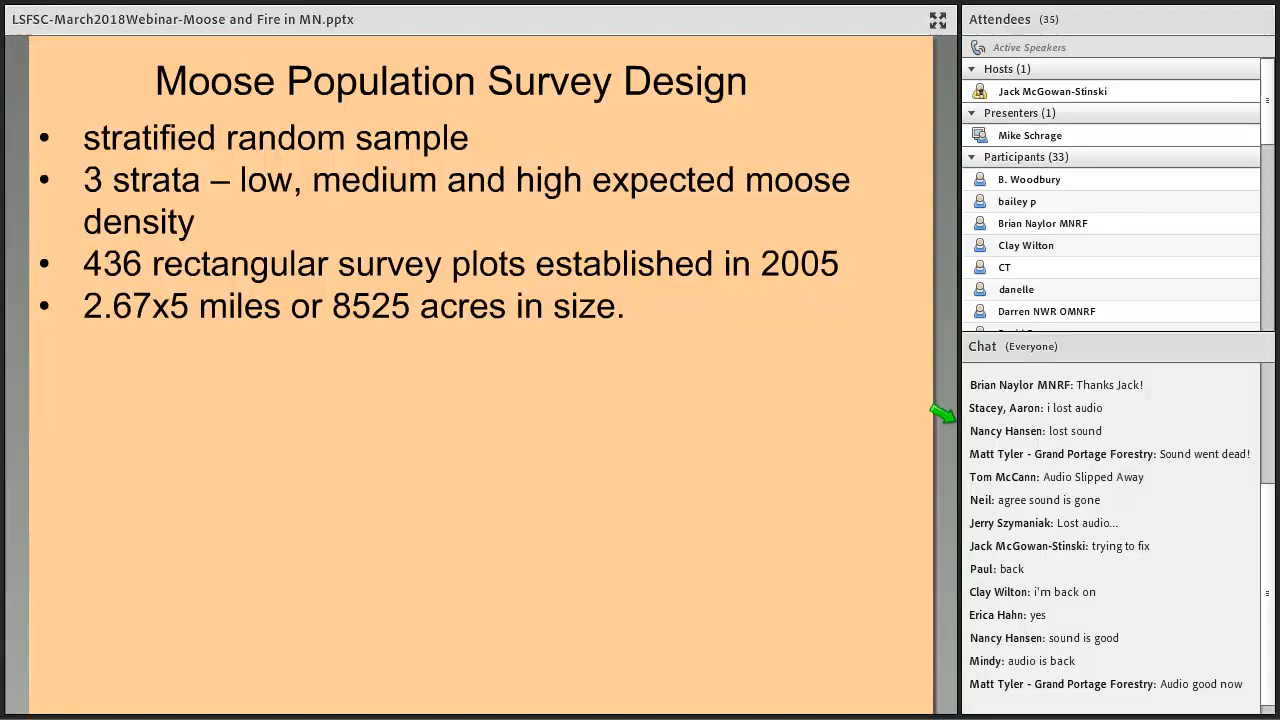 LSFSC-March2018Webinar-Moose and Fire in MN.pptx
Moose Population Survey Design
• stratified random sample
• 3 strata – low, medium and high expected moose
density
• 436 rectangular survey plots established in 2005
• 2.67x5 miles or 8525 acres in size.
Attendees (35)
Active Speakers
Hosts (1)
Jack McGowan-Stinski
Presenters (1)
Mike Schrage
Participants (33)
B. Woodbury
bailey p
Brian Naylor MNRF
Clay Wilton
CT
danelle
Darren NWR OMNRF
Chat (Everyone)
Brian Naylor MNRF: Thanks Jack!
Stacey, Aaron: i lost audio
Nancy Hansen: lost sound
Matt Tyler - Grand Portage Forestry: Sound went dead!
Tom McCann: Audio Slipped Away
Neil: agree sound is gone
Jerry Szymaniak: Lost audio...
Jack McGowan-Stinski: trying to fix
Paul: back
Clay Wilton: i'm back on
Erica Hahn: yes
Nancy Hansen: sound is good
Mindy: audio is back
Matt Tyler - Grand Portage Forestry: Audio good now